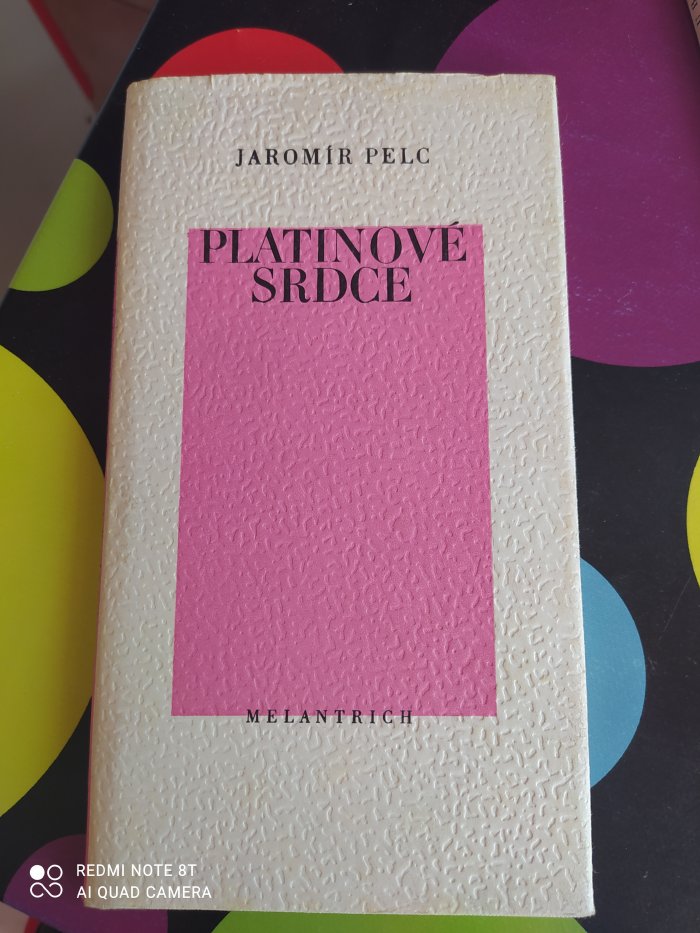 JAROMÍR PELC
PLATINOVÉ
SRDCE
MELANTRICH
REDMI NOTE 8T
AI QUAD CAMERA